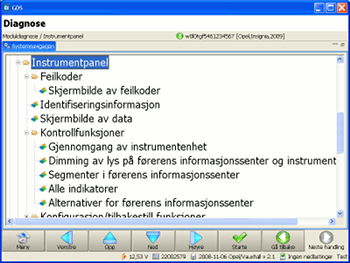 GDS
Diagnose
Moduldiagnose / Instrumentpanel
[Opel,Insignia,2009]
Systemnavigasjon
Instrumentpanel
Feilkoder
Skjermbilde av feilkoder
Identifiseringsinformasjon
Skjermbilde av data
Kontrollfunksjoner
Gjennomgang av instrumentenhet
Dimming av lys på førerens informasjonssenter og instrument
Segmenter i førerens informasjonssenter
Alle indikatorer
Alternativer for førerens informasjonssenter
Konfigurasjon/tilbakestill funksjoner
Meny Venstre Opp Ned Høyre Starte Gå tilbake Neste handling
12,53 V 22082579 2008-11-06 Opel|Vauxhall v 2.1 Ingen nedlastinger Test